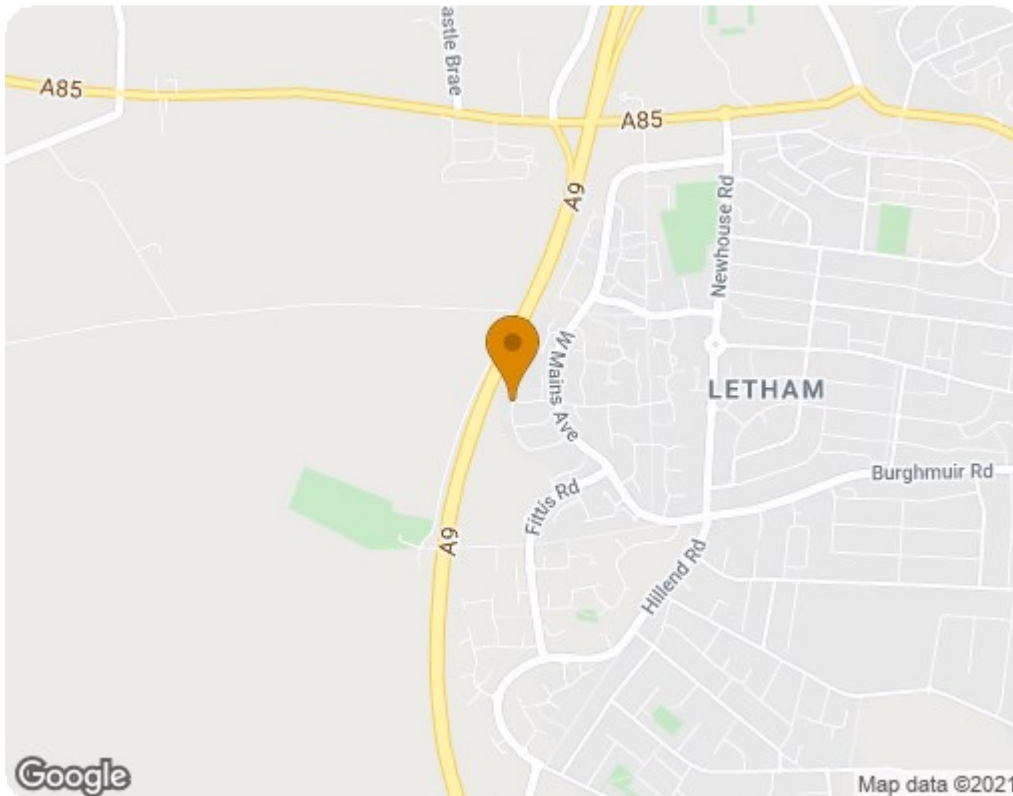 astle Brae
A85
A85
A9
Newhouse Rd
W Mains Ave
LETHAM
Burghmuir Rd
Fittis Rd
A9
Hillend Rd
Google
Map data ©2021